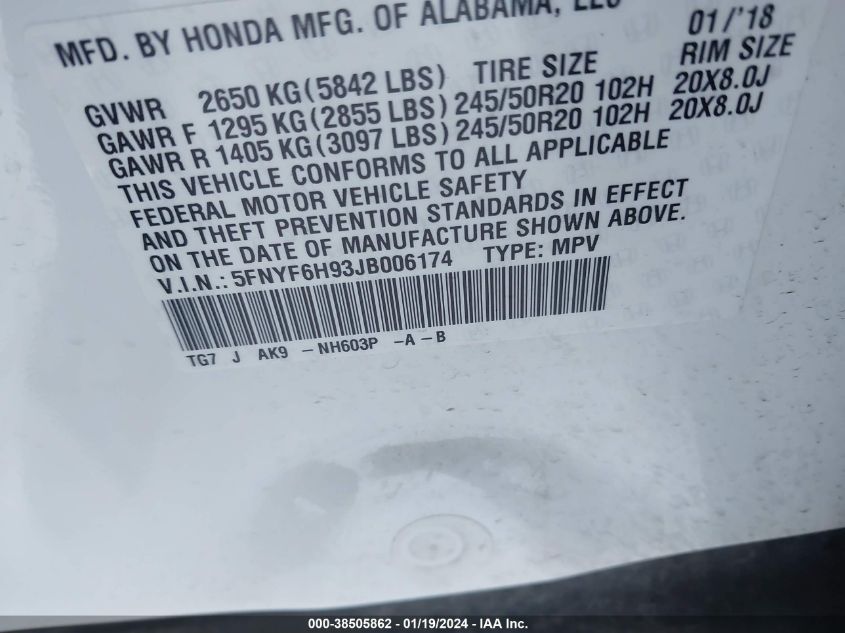 MFD. BY HONDA MFG. OF ALABAMA, LLC
01/'18
GVWR 2650 KG(5842 LBS) TIRE SIZE RIM SIZE
GAWR F 1295 KG(2855 LBS) 245/50R20 102H 20X8.0J
GAWR R 1405 KG(3097 LBS) 245/50R20 102H 20X8.0J
THIS VEHICLE CONFORMS TO ALL APPLICABLE
FEDERAL MOTOR VEHICLE SAFETY
AND THEFT PREVENTION STANDARDS IN EFFECT
ON THE DATE OF MANUFACTURE SHOWN ABOVE.
V.I.N.: 5FNYF6H93JB006174 TYPE: MPV
TG7 J AK9 -NH603P -A-B
000-38505862 - 01/19/2024 - IAA Inc.